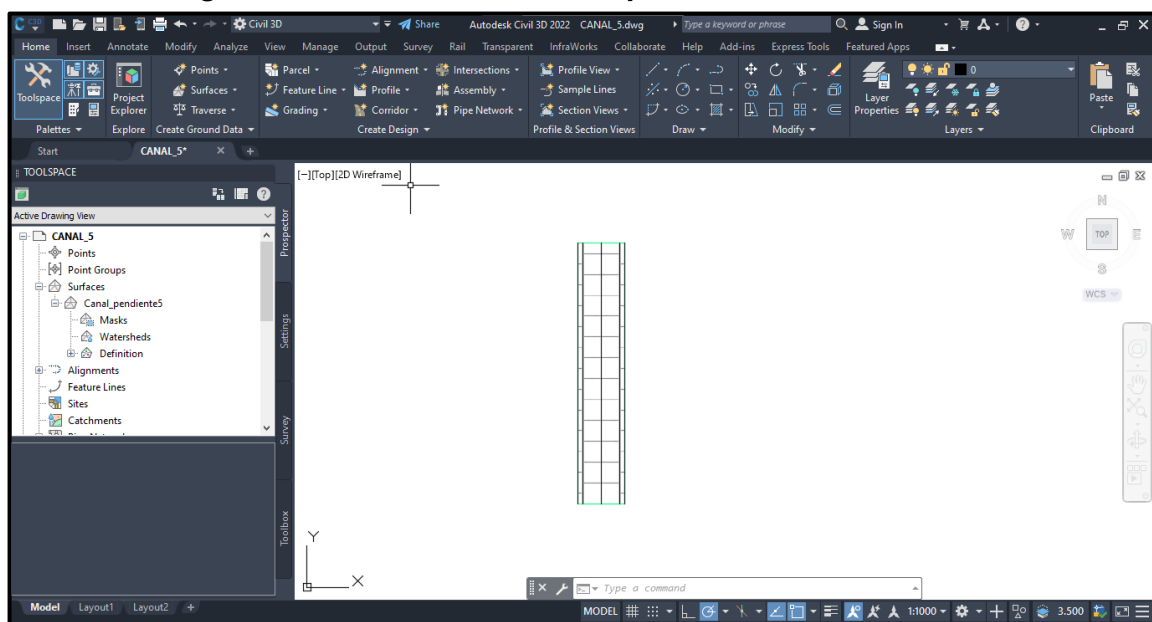 C3D Civil 3D Share Autodesk Civil 3D 2022 CANAL_5.dwg Type a keyword or phrase Sign In
Home Insert Annotate Modify Analyze View Manage Output Survey Rail Transparent InfraWorks Collaborate Help Add-ins Express Tools Featured Apps
Points Parcel Alignment Intersections Profile View
Toolspace Project Explorer Surfaces Feature Line Profile Assembly Sample Lines Layer Properties 0 Paste
Traverse Grading Corridor Pipe Network Section Views
Palettes Explore Create Ground Data Create Design Profile & Section Views Draw Modify Layers Clipboard
Start CANAL_5*
TOOLSPACE
[−][Top][2D Wireframe]
Active Drawing View
Prospector
Settings
Survey
Toolbox
CANAL_5
Points
Point Groups
Surfaces
Canal_pendiente5
Masks
Watersheds
Definition
Alignments
Feature Lines
Sites
Catchments
N
W TOP E
S
WCS
Y
X
Type a command
Model Layout1 Layout2 +
MODEL 1:1000 3.500